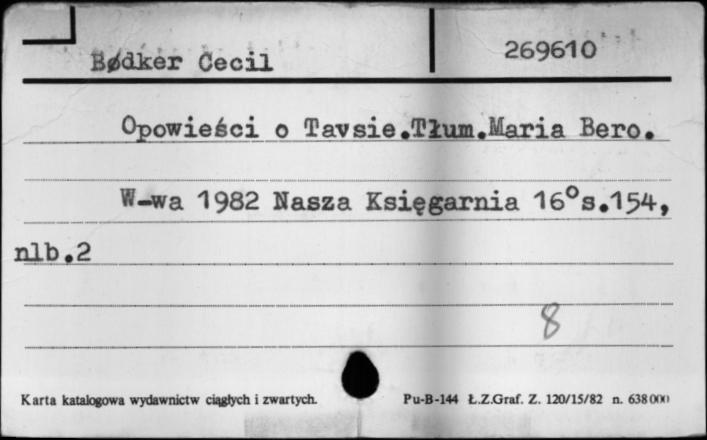 Bødker Cecil 269610
Opowieści o Tavsie.Tłum.Maria Bero.
W-wa 1982 Nasza Księgarnia 16°s.154,
nlb.2
8
Karta katalogowa wydawnictw ciągłych i zwartych. Pu-B-144 Ł.Z.Graf. Z. 120/15/82 n. 638000